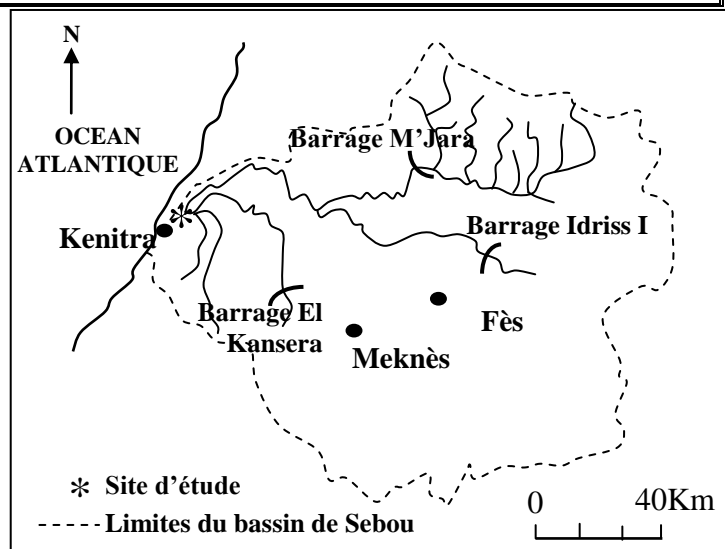 N
OCEAN
ATLANTIQUE
Barrage M'Jara
Barrage Idriss I
Kenitra
Barrage El
Kansera
Fès
Meknès
Site d'étude
Limites du bassin de Sebou
0 40Km